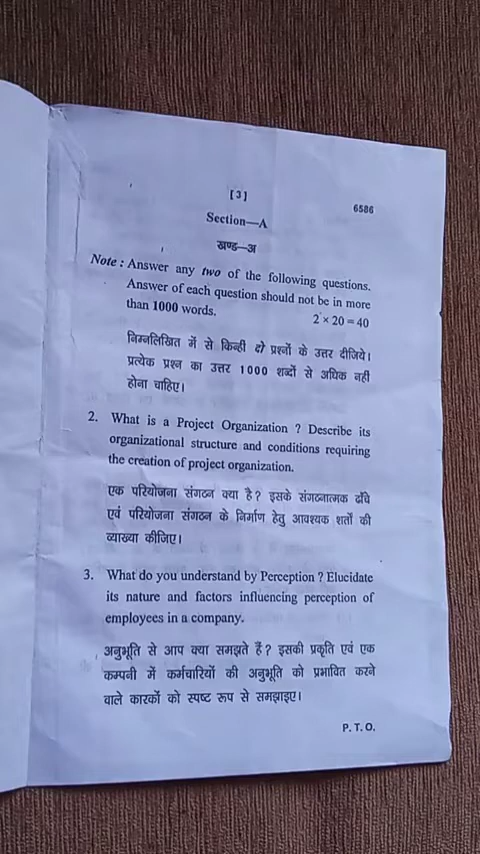 [ 3 ]
6586
Section—A
खण्ड—अ
Note : Answer any two of the following questions.
Answer of each question should not be in more
than 1000 words.
2 × 20 = 40
निम्नलिखित में से किन्हीं दो प्रश्नों के उत्तर दीजिये।
प्रत्येक प्रश्न का उत्तर 1000 शब्दों से अधिक नहीं
होना चाहिए।
2. What is a Project Organization ? Describe its
organizational structure and conditions requiring
the creation of project organization.
एक परियोजना संगठन क्या है? इसके संगठनात्मक ढाँचे
एवं परियोजना संगठन के निर्माण हेतु आवश्यक शर्तों की
व्याख्या कीजिए।
3. What do you understand by Perception ? Elucidate
its nature and factors influencing perception of
employees in a company.
अनुभूति से आप क्या समझते हैं? इसकी प्रकृति एवं एक
कम्पनी में कर्मचारियों की अनुभूति को प्रभावित करने
वाले कारकों को स्पष्ट रूप से समझाइए।
P. T. O.